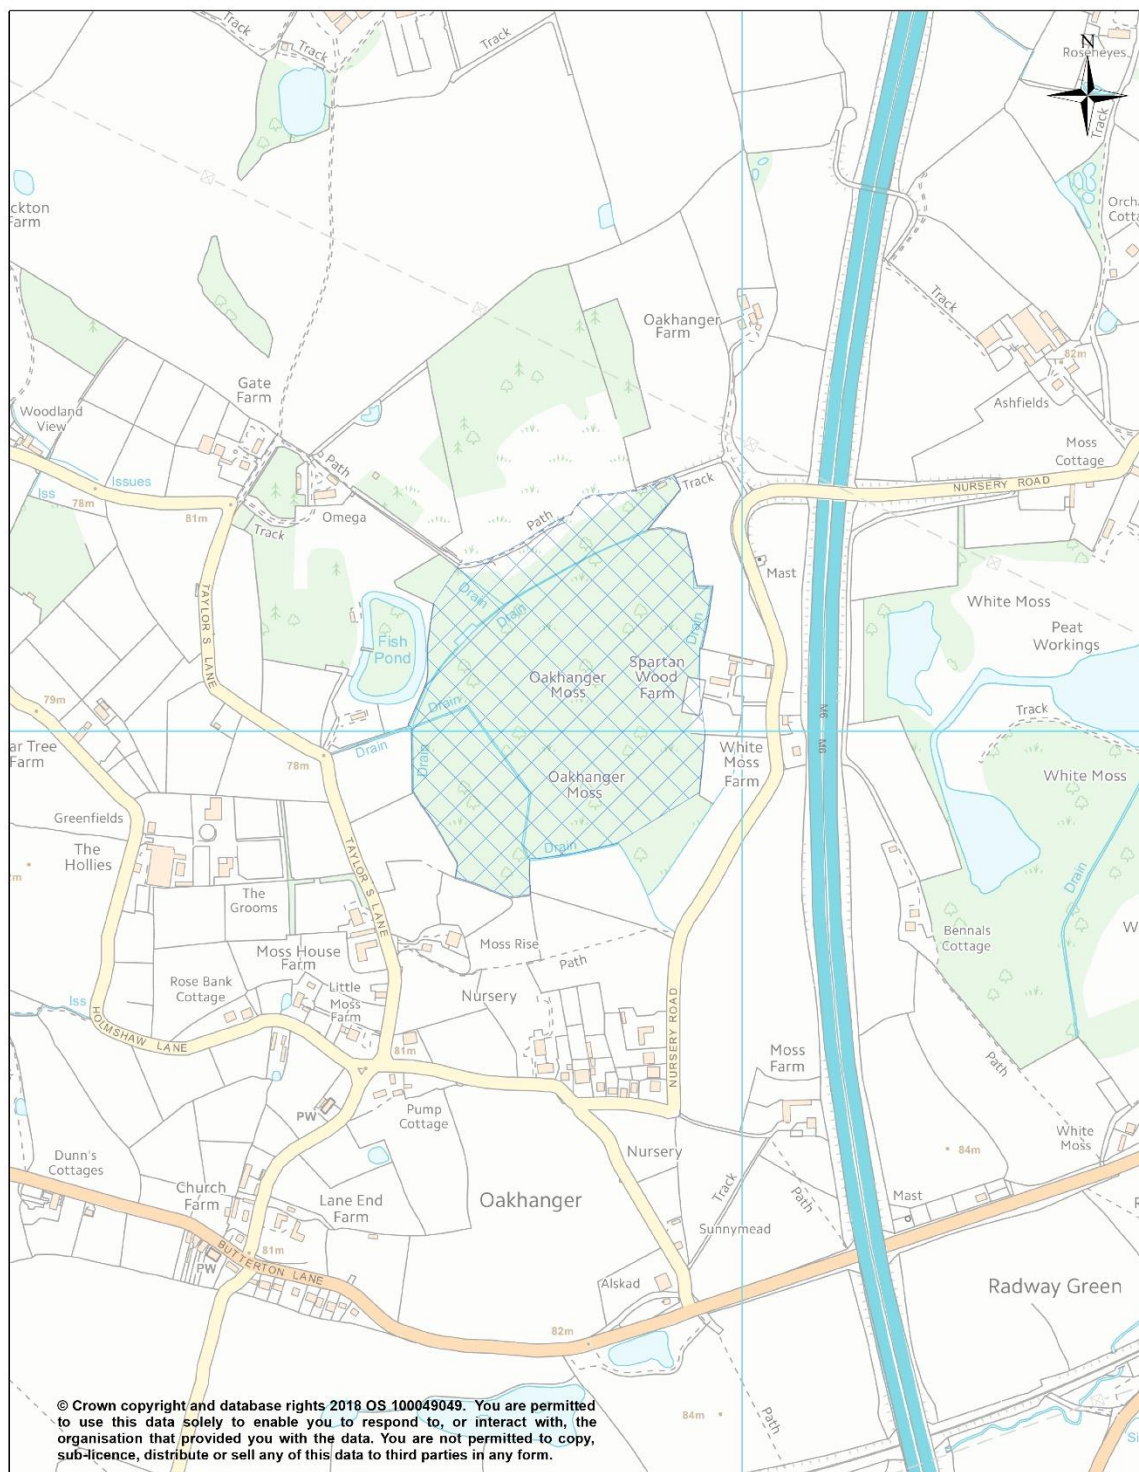 Track
Track
Track
N
Roseheyes
Track
ckton
Farm
Orcha
Cotta
Track
Oakhanger
Farm
82m
Gate
Farm
Ashfields
Woodland
View
Moss
Cottage
Path
Issues
Iss
78m
81m
Omega
Track
Track
NURSERY ROAD
Path
Mast
Drain
Drain
White Moss
TAYLOR S LANE
Fish
Pond
Drain
Peat
Workings
Oakhanger
Moss
Spartan
Wood
Farm
79m
Drain
Track
M6 M6
ar Tree
Farm
Drain
Drain
78m
White
Moss
Farm
White Moss
Oakhanger
Moss
Greenfields
The
Hollies
TAYLOR S LANE
Drain
Drain
The
Grooms
Moss House
Farm
Moss Rise
Path
Bennals
Cottage
W
Rose Bank
Cottage
Little
Moss
Farm
Nursery
Iss
HOLMSHAW LANE
NURSERY ROAD
81m
Moss
Farm
Path
PW
Pump
Cottage
Dunn's
Cottages
Nursery
White
Moss
84m
Church
Farm
Lane End
Farm
Oakhanger
Track
Path
Mast
Sunnymead
81m
PW
BUTTERTON LANE
Alskad
Radway Green
82m
84m
Path
Si
© Crown copyright and database rights 2018 OS 100049049. You are permitted
to use this data solely to enable you to respond to, or interact with, the
organisation that provided you with the data. You are not permitted to copy,
sub-licence, distribute or sell any of this data to third parties in any form.